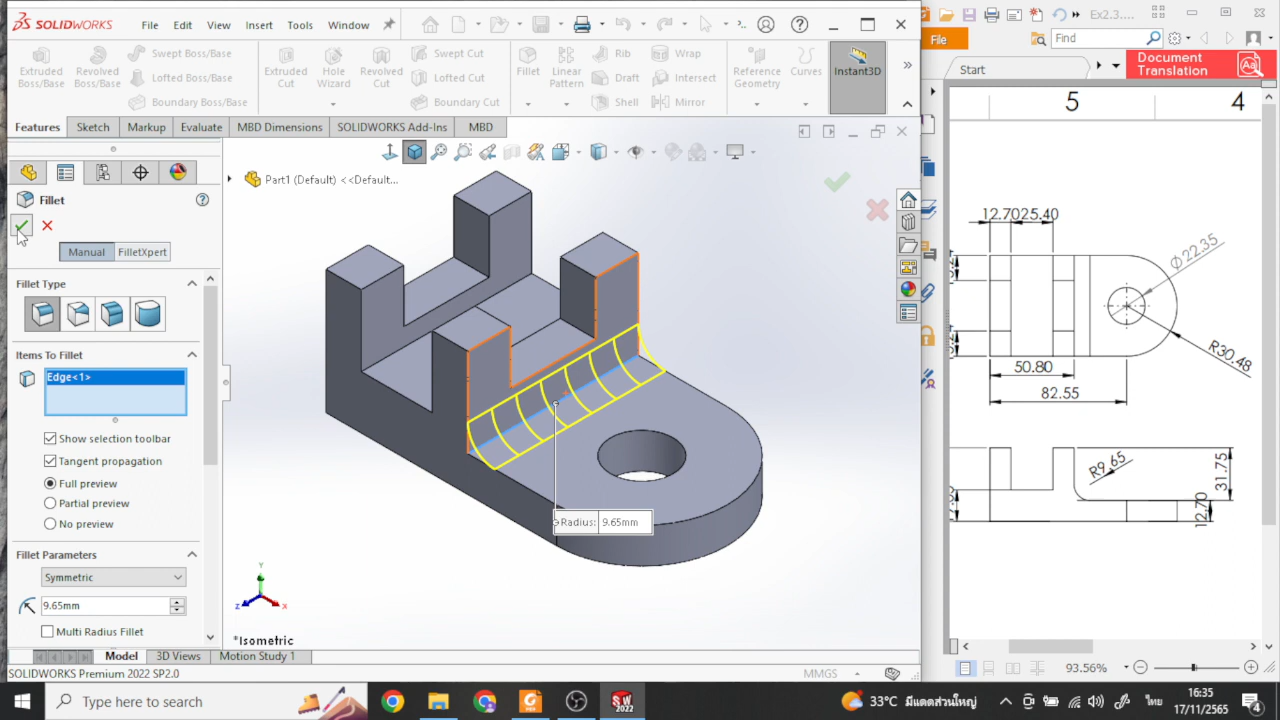 SOLIDWORKS File Edit View Insert Tools Window
Extruded Boss/Base
Revolved Boss/Base
Swept Boss/Base
Lofted Boss/Base
Boundary Boss/Base
Extruded Cut
Hole Wizard
Revolved Cut
Swept Cut
Lofted Cut
Boundary Cut
Fillet
Linear Pattern
Rib
Draft
Shell
Wrap
Intersect
Mirror
Reference Geometry
Curves
Instant3D
Features Sketch Markup Evaluate MBD Dimensions SOLIDWORKS Add-Ins MBD
Part1 (Default) <<Default...
Fillet
Manual FilletXpert
Fillet Type
Items To Fillet
Edge<1>
Show selection toolbar
Tangent propagation
Full preview
Partial preview
No preview
Fillet Parameters
Symmetric
9.65mm
Multi Radius Fillet
Radius: 9.65mm
Y
Z X
*Isometric
Model 3D Views Motion Study 1
SOLIDWORKS Premium 2022 SP2.0
MMGS
Ex2.3....
File
Find
Start
Document Translation
5 4
12.70 25.40
Ø22.35
R30.48
50.80
82.55
R9.65
31.75
12.70
93.56%
Type here to search
SW 2022
33°C มีแดดส่วนใหญ่
ไทย
16:35
17/11/2565
4